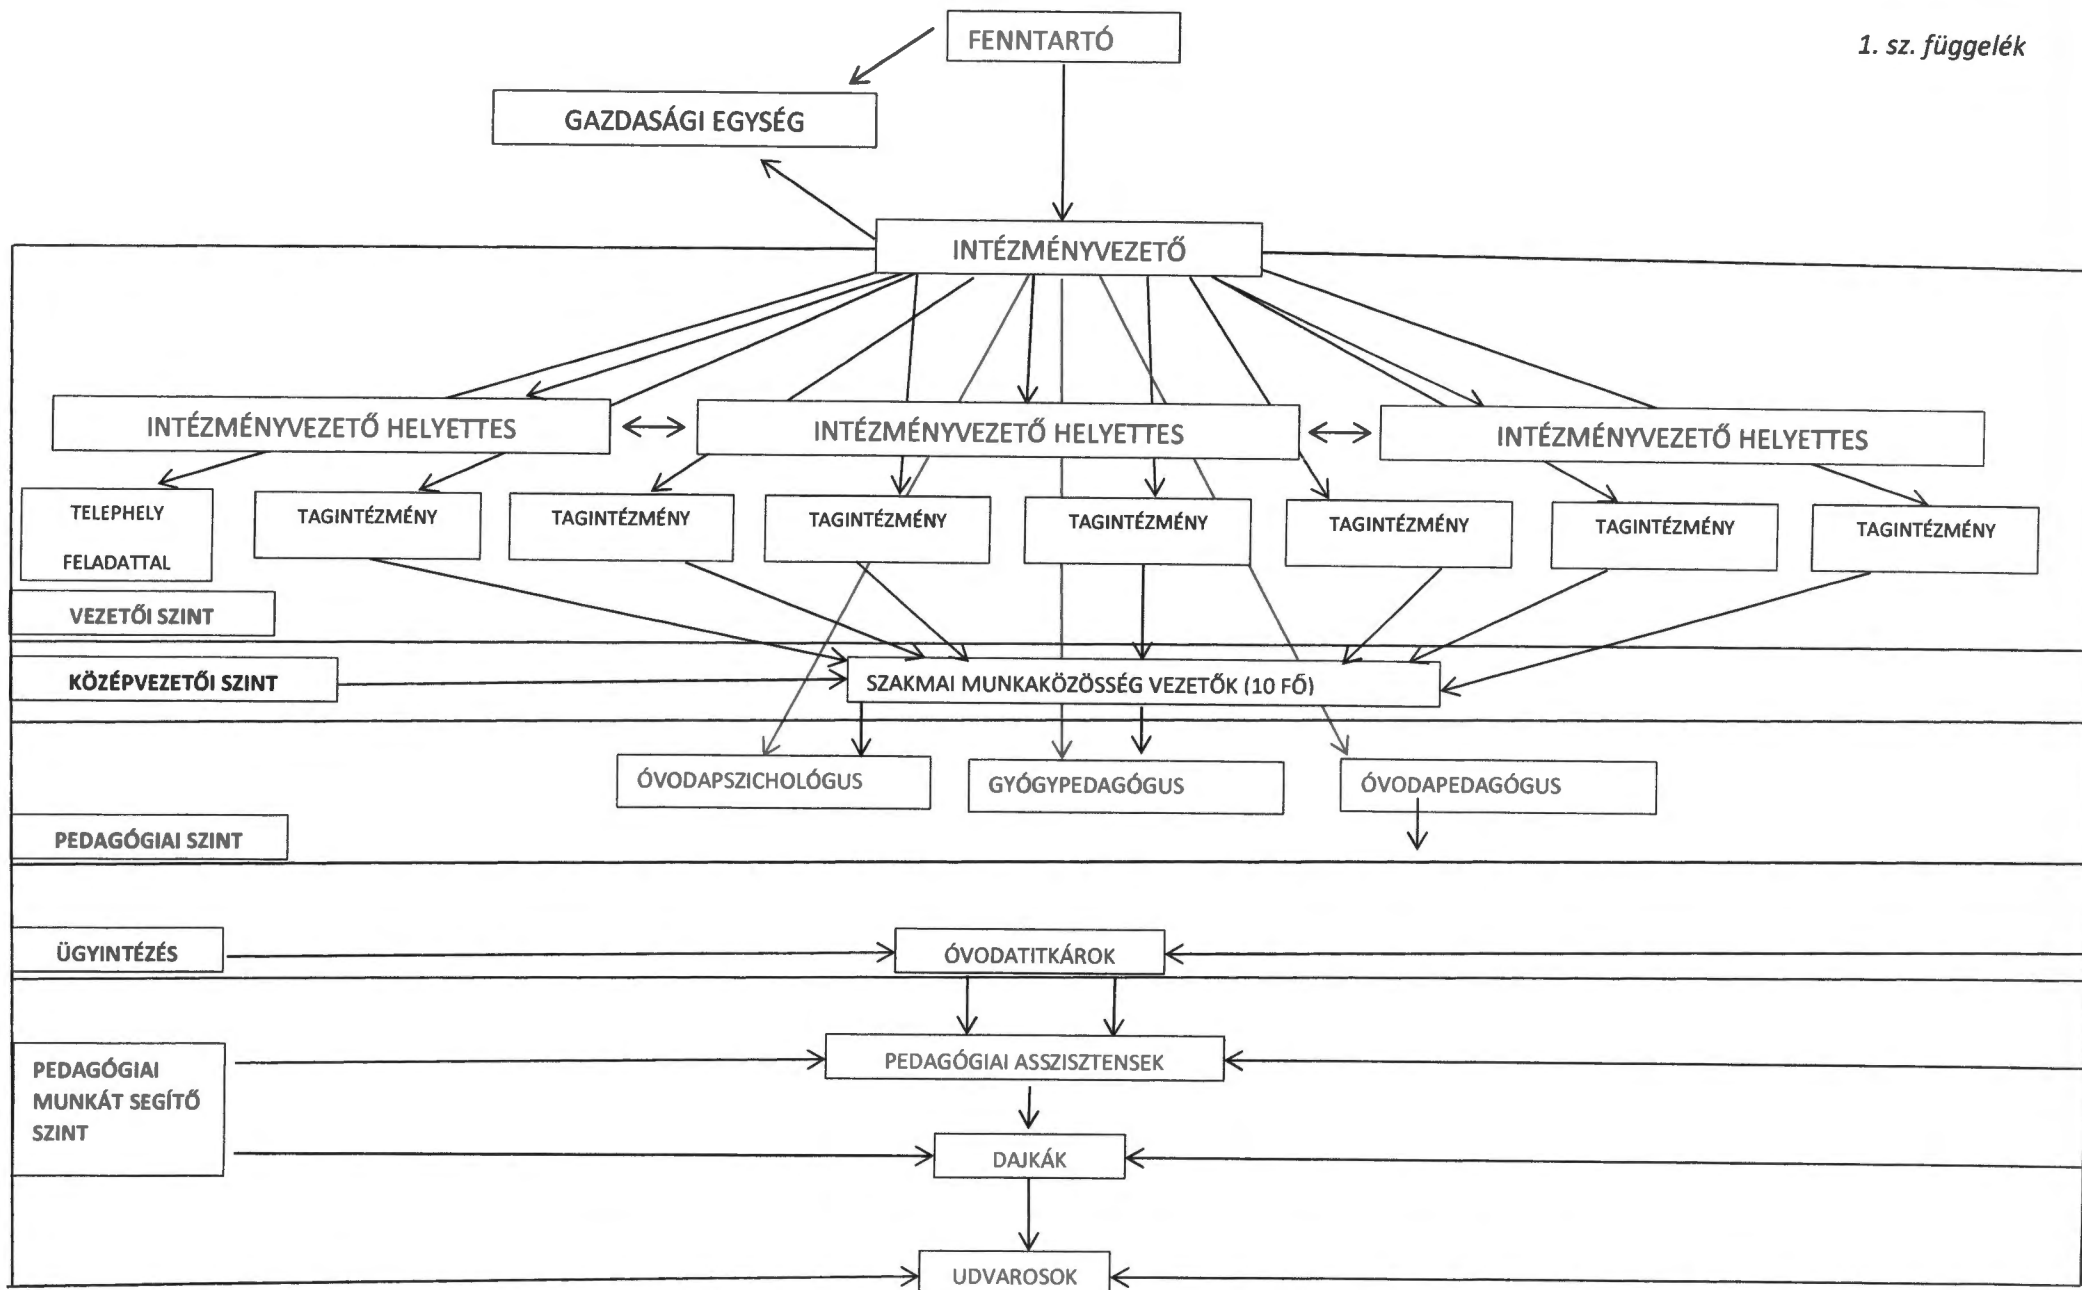 FENNTARTÓ
1. sz. függelék
GAZDASÁGI EGYSÉG
INTÉZMÉNYVEZETŐ
INTÉZMÉNYVEZETŐ HELYETTES
INTÉZMÉNYVEZETŐ HELYETTES
INTÉZMÉNYVEZETŐ HELYETTES
TELEPHELY
FELADATTAL
TAGINTÉZMÉNY
TAGINTÉZMÉNY
TAGINTÉZMÉNY
TAGINTÉZMÉNY
TAGINTÉZMÉNY
TAGINTÉZMÉNY
TAGINTÉZMÉNY
VEZETŐI SZINT
KÖZÉPVEZETŐI SZINT
SZAKMAI MUNKAKÖZÖSSÉG VEZETŐK (10 FŐ)
ÓVODAPSZICHOLÓGUS
GYÓGYPEDAGÓGUS
ÓVODAPEDAGÓGUS
PEDAGÓGIAI SZINT
ÜGYINTÉZÉS
ÓVODATITKÁROK
PEDAGÓGIAI
MUNKÁT SEGÍTŐ
SZINT
PEDAGÓGIAI ASSZISZTENSEK
DAJKÁK
UDVAROSOK